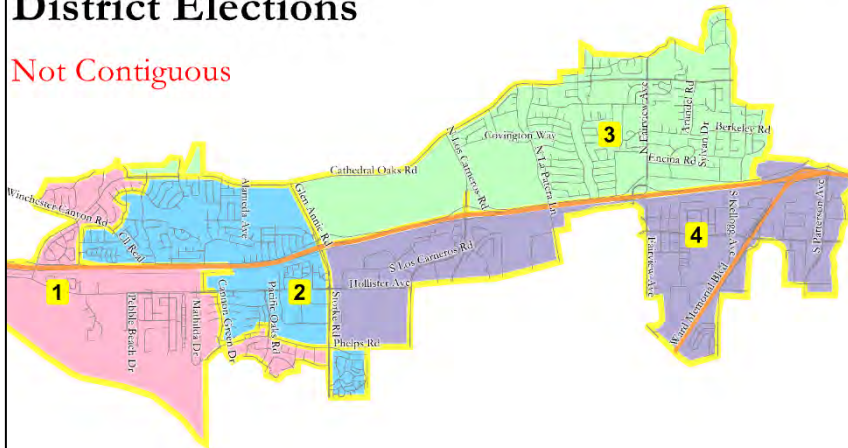 District Elections
Not Contiguous
N Fairview Ave
Arundel Rd
Sylvan Dr
Berkeley Rd
3
Covington Way
Encina Rd
N Los Carneros Rd
N La Patera Ln
Cathedral Oaks Rd
Alameda Ave
Glen Annie Rd
Winchester Canyon Rd
Cll Real
S Kellogg Ave
S Patterson Ave
4
Fairview Ave
S Los Carneros Rd
Hollister Ave
1
2
Pebble Beach Dr
Mathilda Dr
Cannon Green Dr
Pacific Oaks Rd
Storke Rd
Phelps Rd
Ward Memorial Blvd